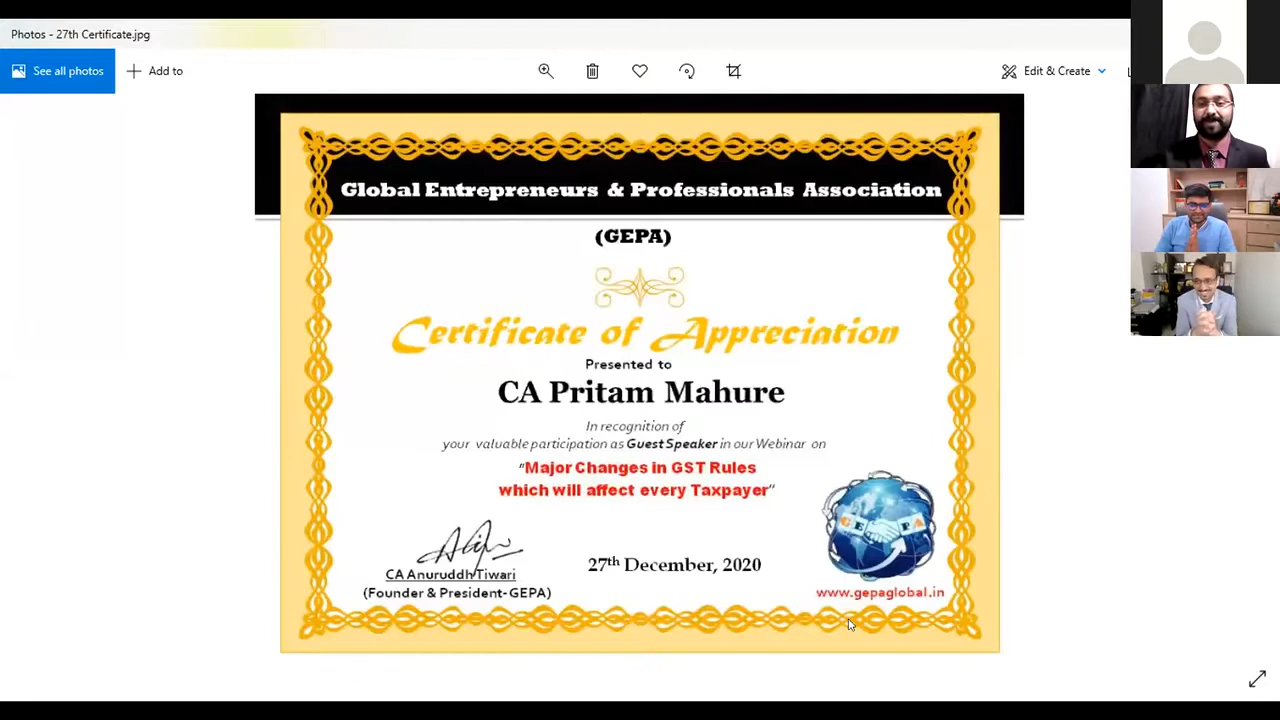 Photos - 27th Certificate.jpg
See all photos
Add to
Edit & Create
Global Entrepreneurs & Professionals Association
(GEPA)
Certificate of Appreciation
Presented to
CA Pritam Mahure
In recognition of
your valuable participation as Guest Speaker in our Webinar on
"Major Changes in GST Rules
which will affect every Taxpayer"
GEPA
CA Anuruddh Tiwari
27th December, 2020
(Founder & President-GEPA)
www.gepaglobal.in